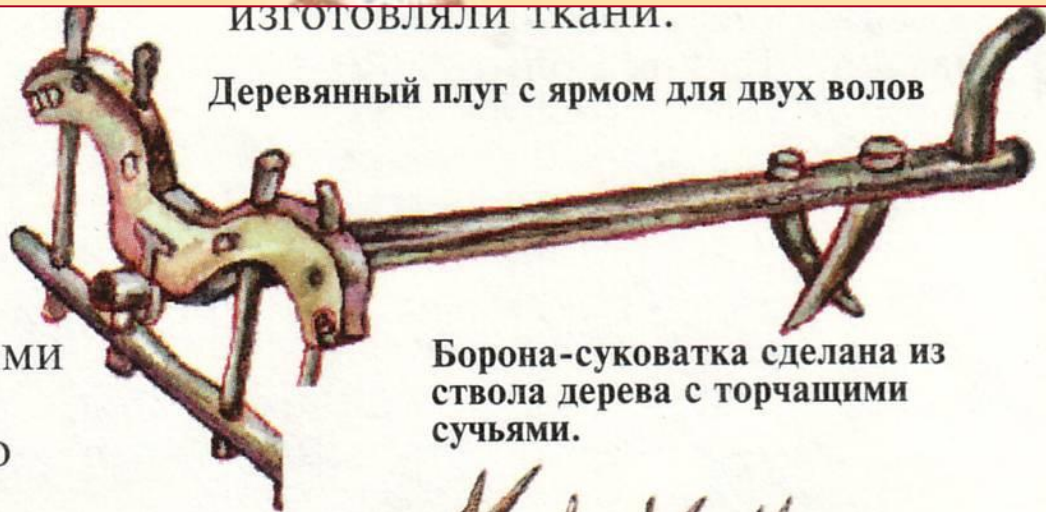 изготовляли ткани.
Деревянный плуг с ярмом для двух волов
ми
Борона-суковатка сделана из
ствола дерева с торчащими
сучьями.
о